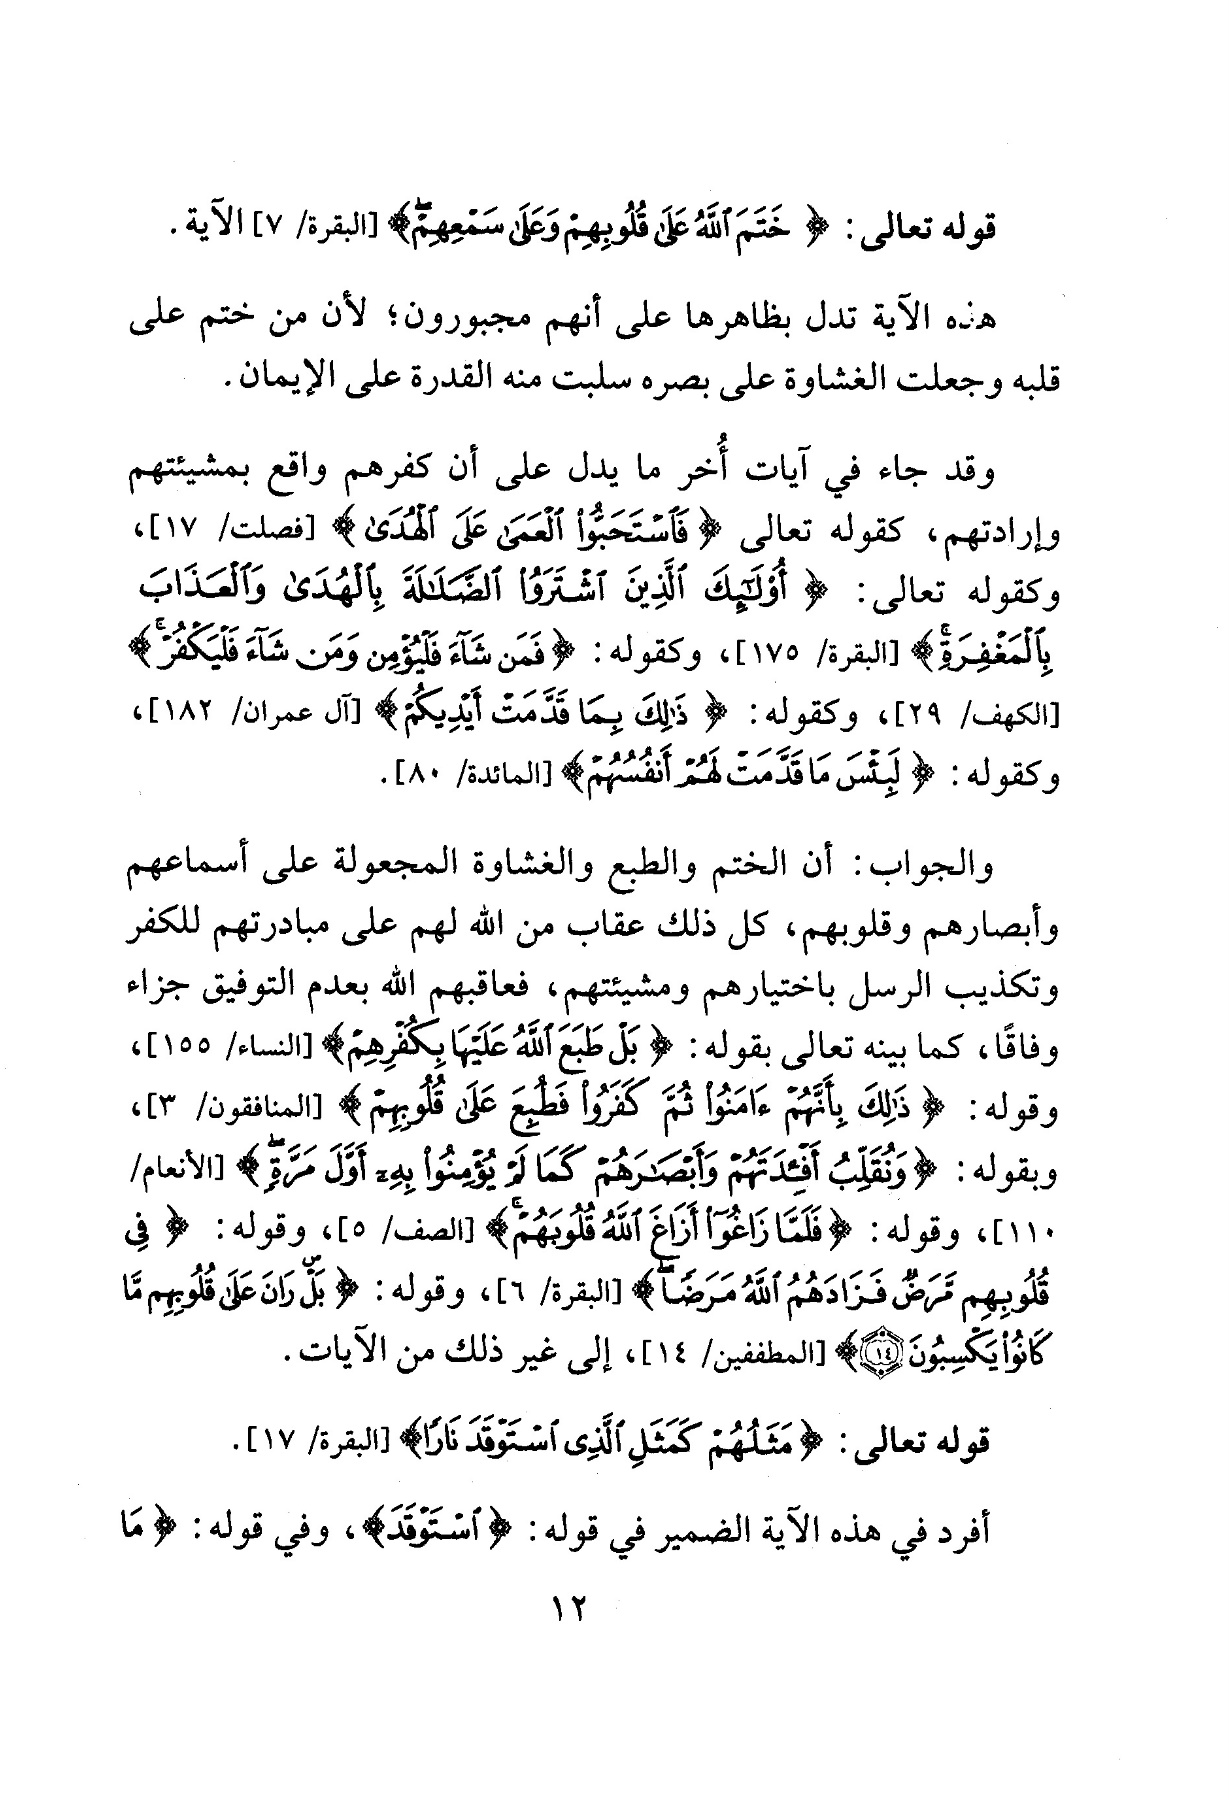 قوله تعالى: ﴿ خَتَمَ ٱللَّهُ عَلَىٰ قُلُوبِهِمْ وَعَلَىٰ سَمْعِهِمْۖ ﴾ [البقرة/ ٧] الآية.
هذه الآية تدل بظاهرها على أنهم مجبورون؛ لأن من ختم على
قلبه وجعلت الغشاوة على بصره سلبت منه القدرة على الإيمان.
وقد جاء في آيات أُخر ما يدل على أن كفرهم واقع بمشيئتهم
وإرادتهم، كقوله تعالى ﴿ فَٱسْتَحَبُّوا۟ ٱلْعَمَىٰ عَلَى ٱلْهُدَىٰ ﴾ [فصلت/ ١٧]،
وكقوله تعالى: ﴿ أُو۟لَٰٓئِكَ ٱلَّذِينَ ٱشْتَرَوُا۟ ٱلضَّلَٰلَةَ بِٱلْهُدَىٰ وَٱلْعَذَابَ
بِٱلْمَغْفِرَةِۚ ﴾ [البقرة/ ١٧٥]، وكقوله: ﴿ فَمَن شَآءَ فَلْيُؤْمِن وَمَن شَآءَ فَلْيَكْفُرْۚ ﴾
[الكهف/ ٢٩]، وكقوله: ﴿ ذَٰلِكَ بِمَا قَدَّمَتْ أَيْدِيكُمْ ﴾ [آل عمران/ ١٨٢]،
وكقوله: ﴿ لَبِئْسَ مَا قَدَّمَتْ لَهُمْ أَنفُسُهُمْ ﴾ [المائدة/ ٨٠].
والجواب: أن الختم والطبع والغشاوة المجعولة على أسماعهم
وأبصارهم وقلوبهم، كل ذلك عقاب من الله لهم على مبادرتهم للكفر
وتكذيب الرسل باختيارهم ومشيئتهم، فعاقبهم الله بعدم التوفيق جزاء
وفاقًا، كما بينه تعالى بقوله: ﴿ بَلْ طَبَعَ ٱللَّهُ عَلَيْهَا بِكُفْرِهِمْ ﴾ [النساء/ ١٥٥]،
وقوله: ﴿ ذَٰلِكَ بِأَنَّهُمْ ءَامَنُوا۟ ثُمَّ كَفَرُوا۟ فَطُبِعَ عَلَىٰ قُلُوبِهِمْ ﴾ [المنافقون/ ٣]،
وبقوله: ﴿ وَنُقَلِّبُ أَفْـِٔدَتَهُمْ وَأَبْصَٰرَهُمْ كَمَا لَمْ يُؤْمِنُوا۟ بِهِۦٓ أَوَّلَ مَرَّةٍۖ ﴾ [الأنعام/
١١٠]، وقوله: ﴿ فَلَمَّا زَاغُوٓا۟ أَزَاغَ ٱللَّهُ قُلُوبَهُمْۚ ﴾ [الصف/ ٥]، وقوله: ﴿ فِى
قُلُوبِهِم مَّرَضٌ فَزَادَهُمُ ٱللَّهُ مَرَضًاۖ ﴾ [البقرة/ ٦]، وقوله: ﴿ بَلْۜ رَانَ عَلَىٰ قُلُوبِهِم مَّا
كَانُوا۟ يَكْسِبُونَ ١٤ ﴾ [المطففين/ ١٤]، إلى غير ذلك من الآيات.
قوله تعالى: ﴿ مَثَلُهُمْ كَمَثَلِ ٱلَّذِى ٱسْتَوْقَدَ نَارًا ﴾ [البقرة/ ١٧].
أفرد في هذه الآية الضمير في قوله: ﴿ ٱسْتَوْقَدَ ﴾، وفي قوله: ﴿ مَا
١٢